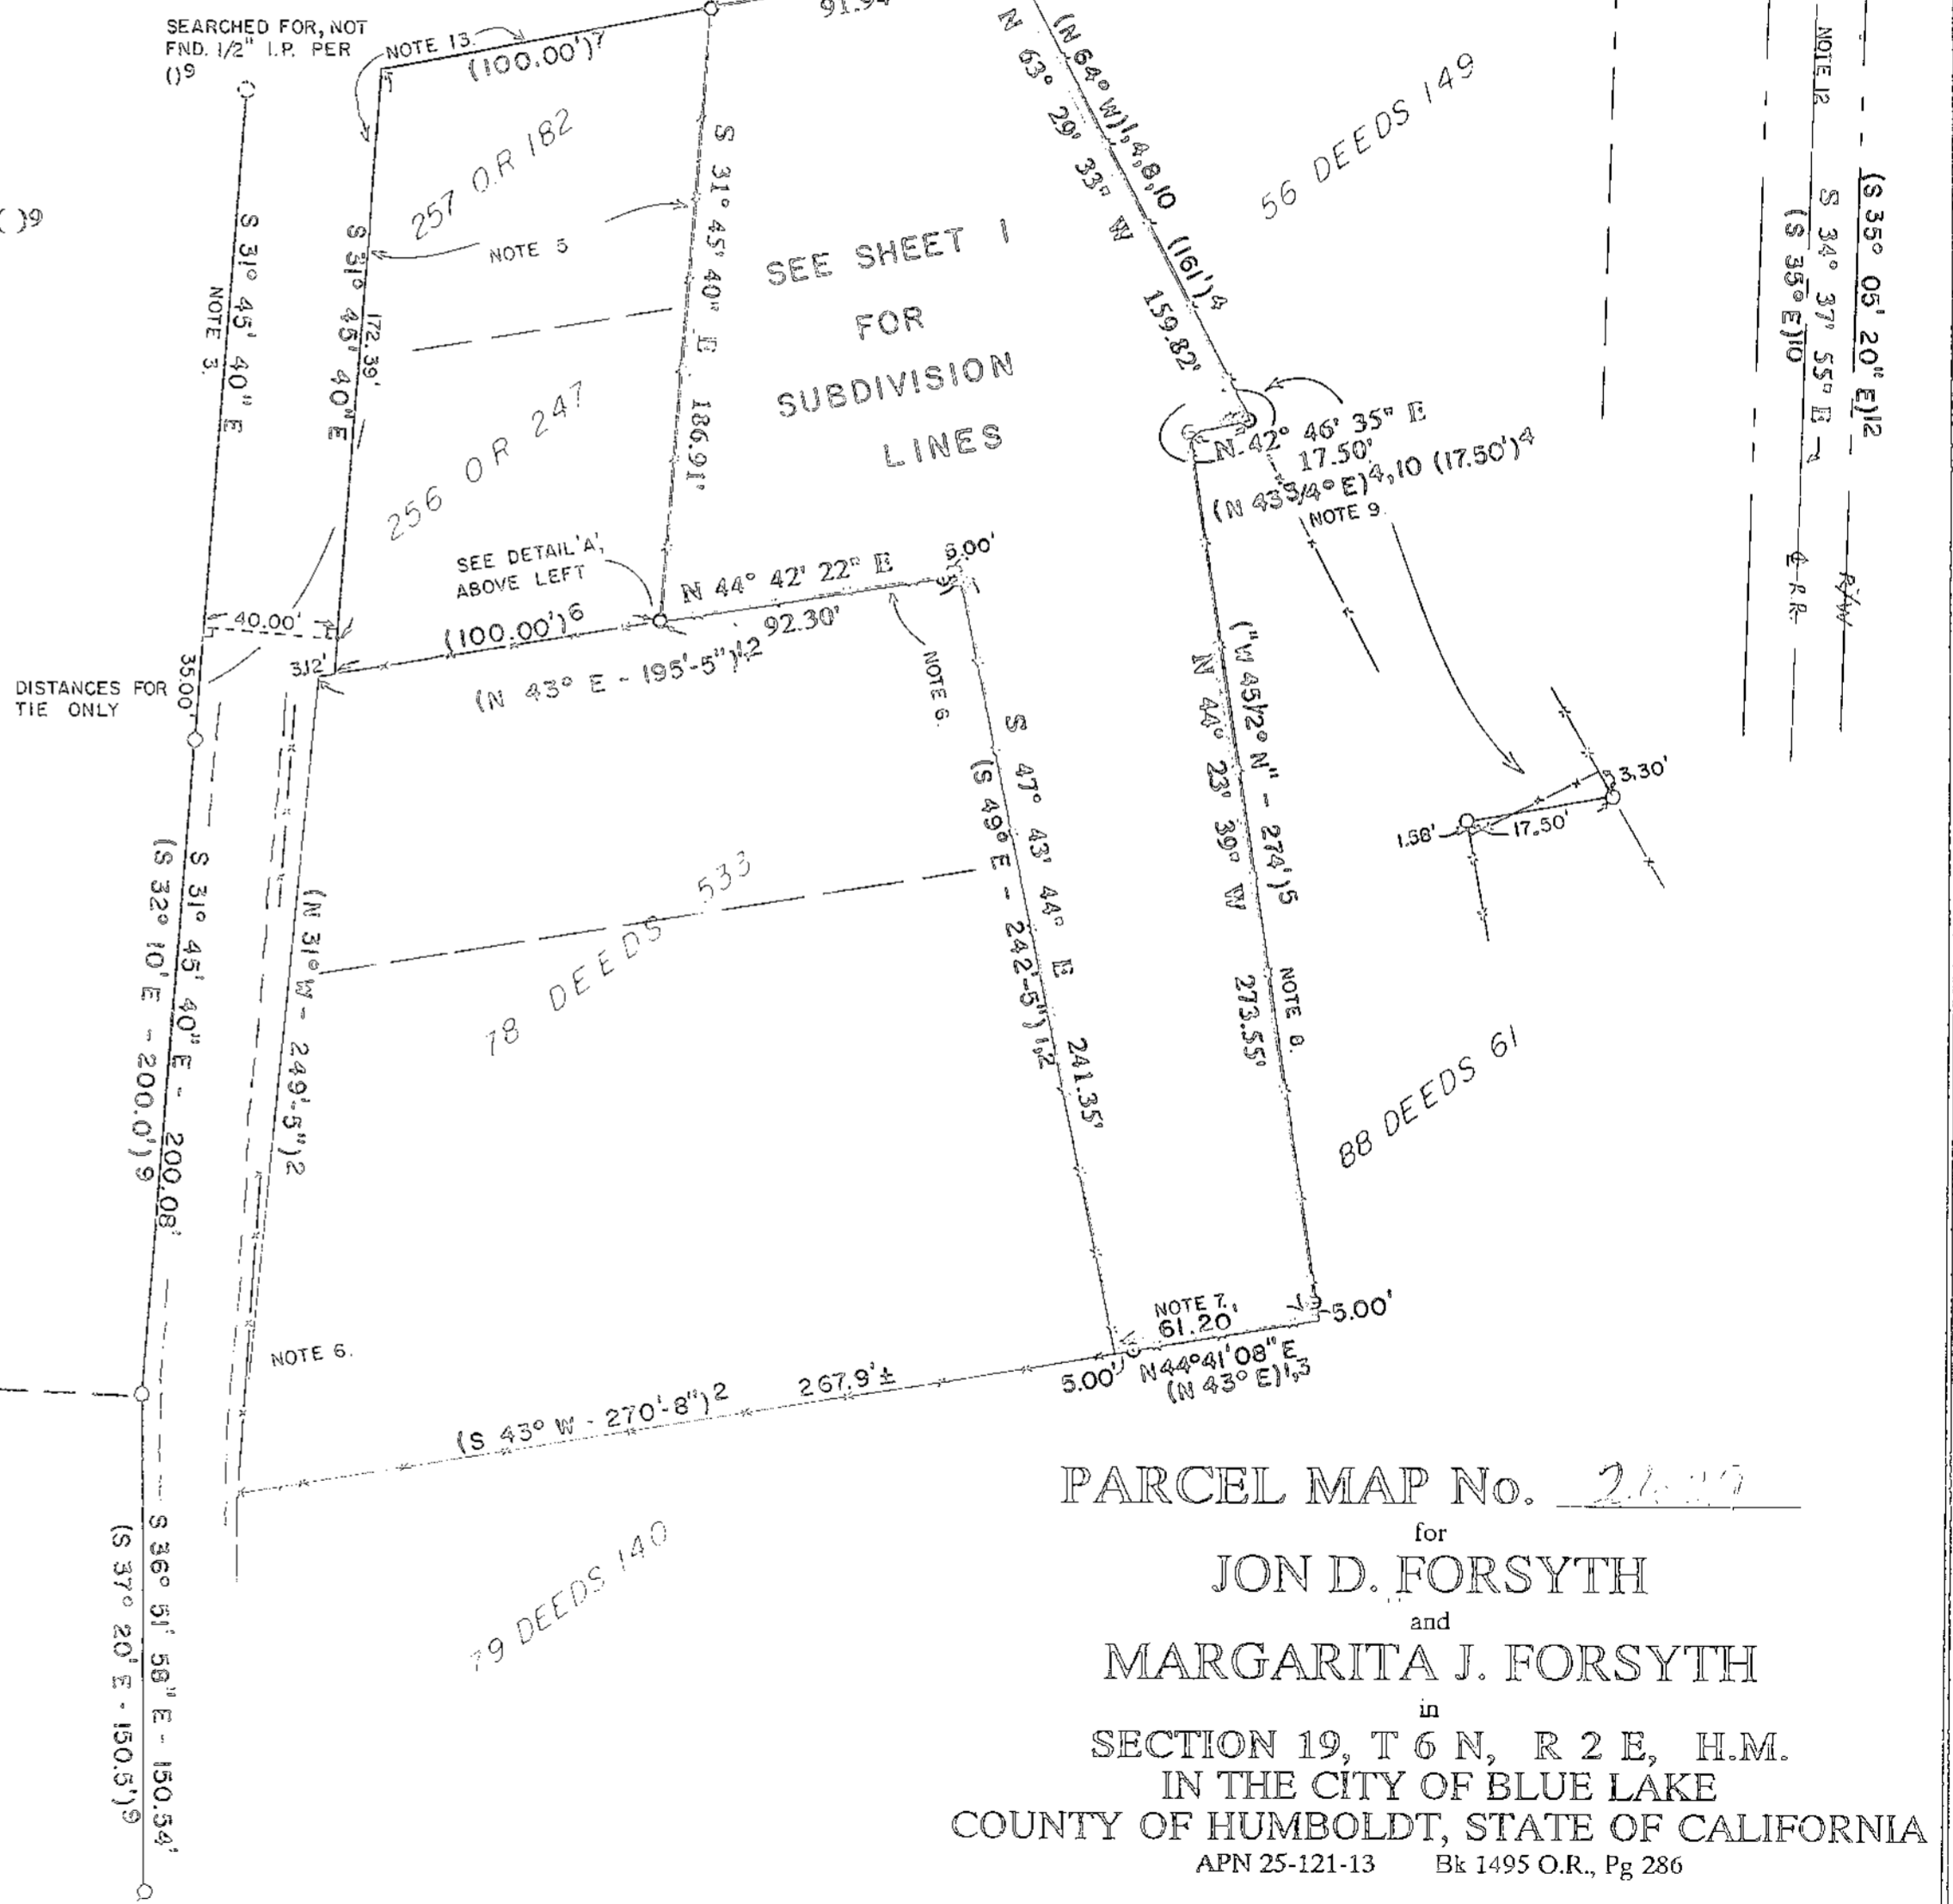 SEARCHED FOR, NOT
FND. 1/2" I.P. PER
()9
NOTE 13.
(100.00')7
91.94
()9
S 31° 45' 40" E
NOTE 3.
S 31° 45' 40" E
172.39'
257 O.R 182
NOTE 5
S 31° 45' 40" E 186.91'
256 OR 247
SEE SHEET 1
FOR
SUBDIVISION
LINES
(N 64° W)1,4,8,10 (161')4
N 63° 29' 33" W 159.82'
56 DEEDS 149
NOTE 12
(S 35° 05' 20" E)12
S 34° 37' 55" E
(S 35° E)10
R/W
℄ R.R.
N. 42° 46' 35" E
17.50'
(N 43 3/4° E)4,10 (17.50')4
NOTE 9.
SEE DETAIL 'A',
ABOVE LEFT
N 44° 42' 22" E
5.00'
92.30'
(100.00')6
(N 43° E - 195'-5")1,2
NOTE 6.
40.00'
3.12'
35.00'
DISTANCES FOR
TIE ONLY
S 31° 45' 40" E - 200.08'
(S 32° 10' E - 200.0')9
(N 31° W - 249'-5")2
78 DEEDS 533
S 47° 43' 44" E 241.35'
(S 49° E - 242'-5")1,2
("W 45 1/2° N" - 274')5
N 44° 23' 39" W 273.55'
NOTE 8.
3.30'
1.58'
17.50'
88 DEEDS 61
NOTE 7.
61.20
5.00'
5.00'
N44°41'08"E
(N 43° E)1,3
NOTE 6.
(S 43° W - 270'-8")2
267.9'±
S 36° 51' 58" E - 150.54'
(S 37° 20' E - 150.5')9
79 DEEDS 140
PARCEL MAP No.
for
JON D. FORSYTH
and
MARGARITA J. FORSYTH
in
SECTION 19, T 6 N, R 2 E, H.M.
IN THE CITY OF BLUE LAKE
COUNTY OF HUMBOLDT, STATE OF CALIFORNIA
APN 25-121-13 Bk 1495 O.R., Pg 286